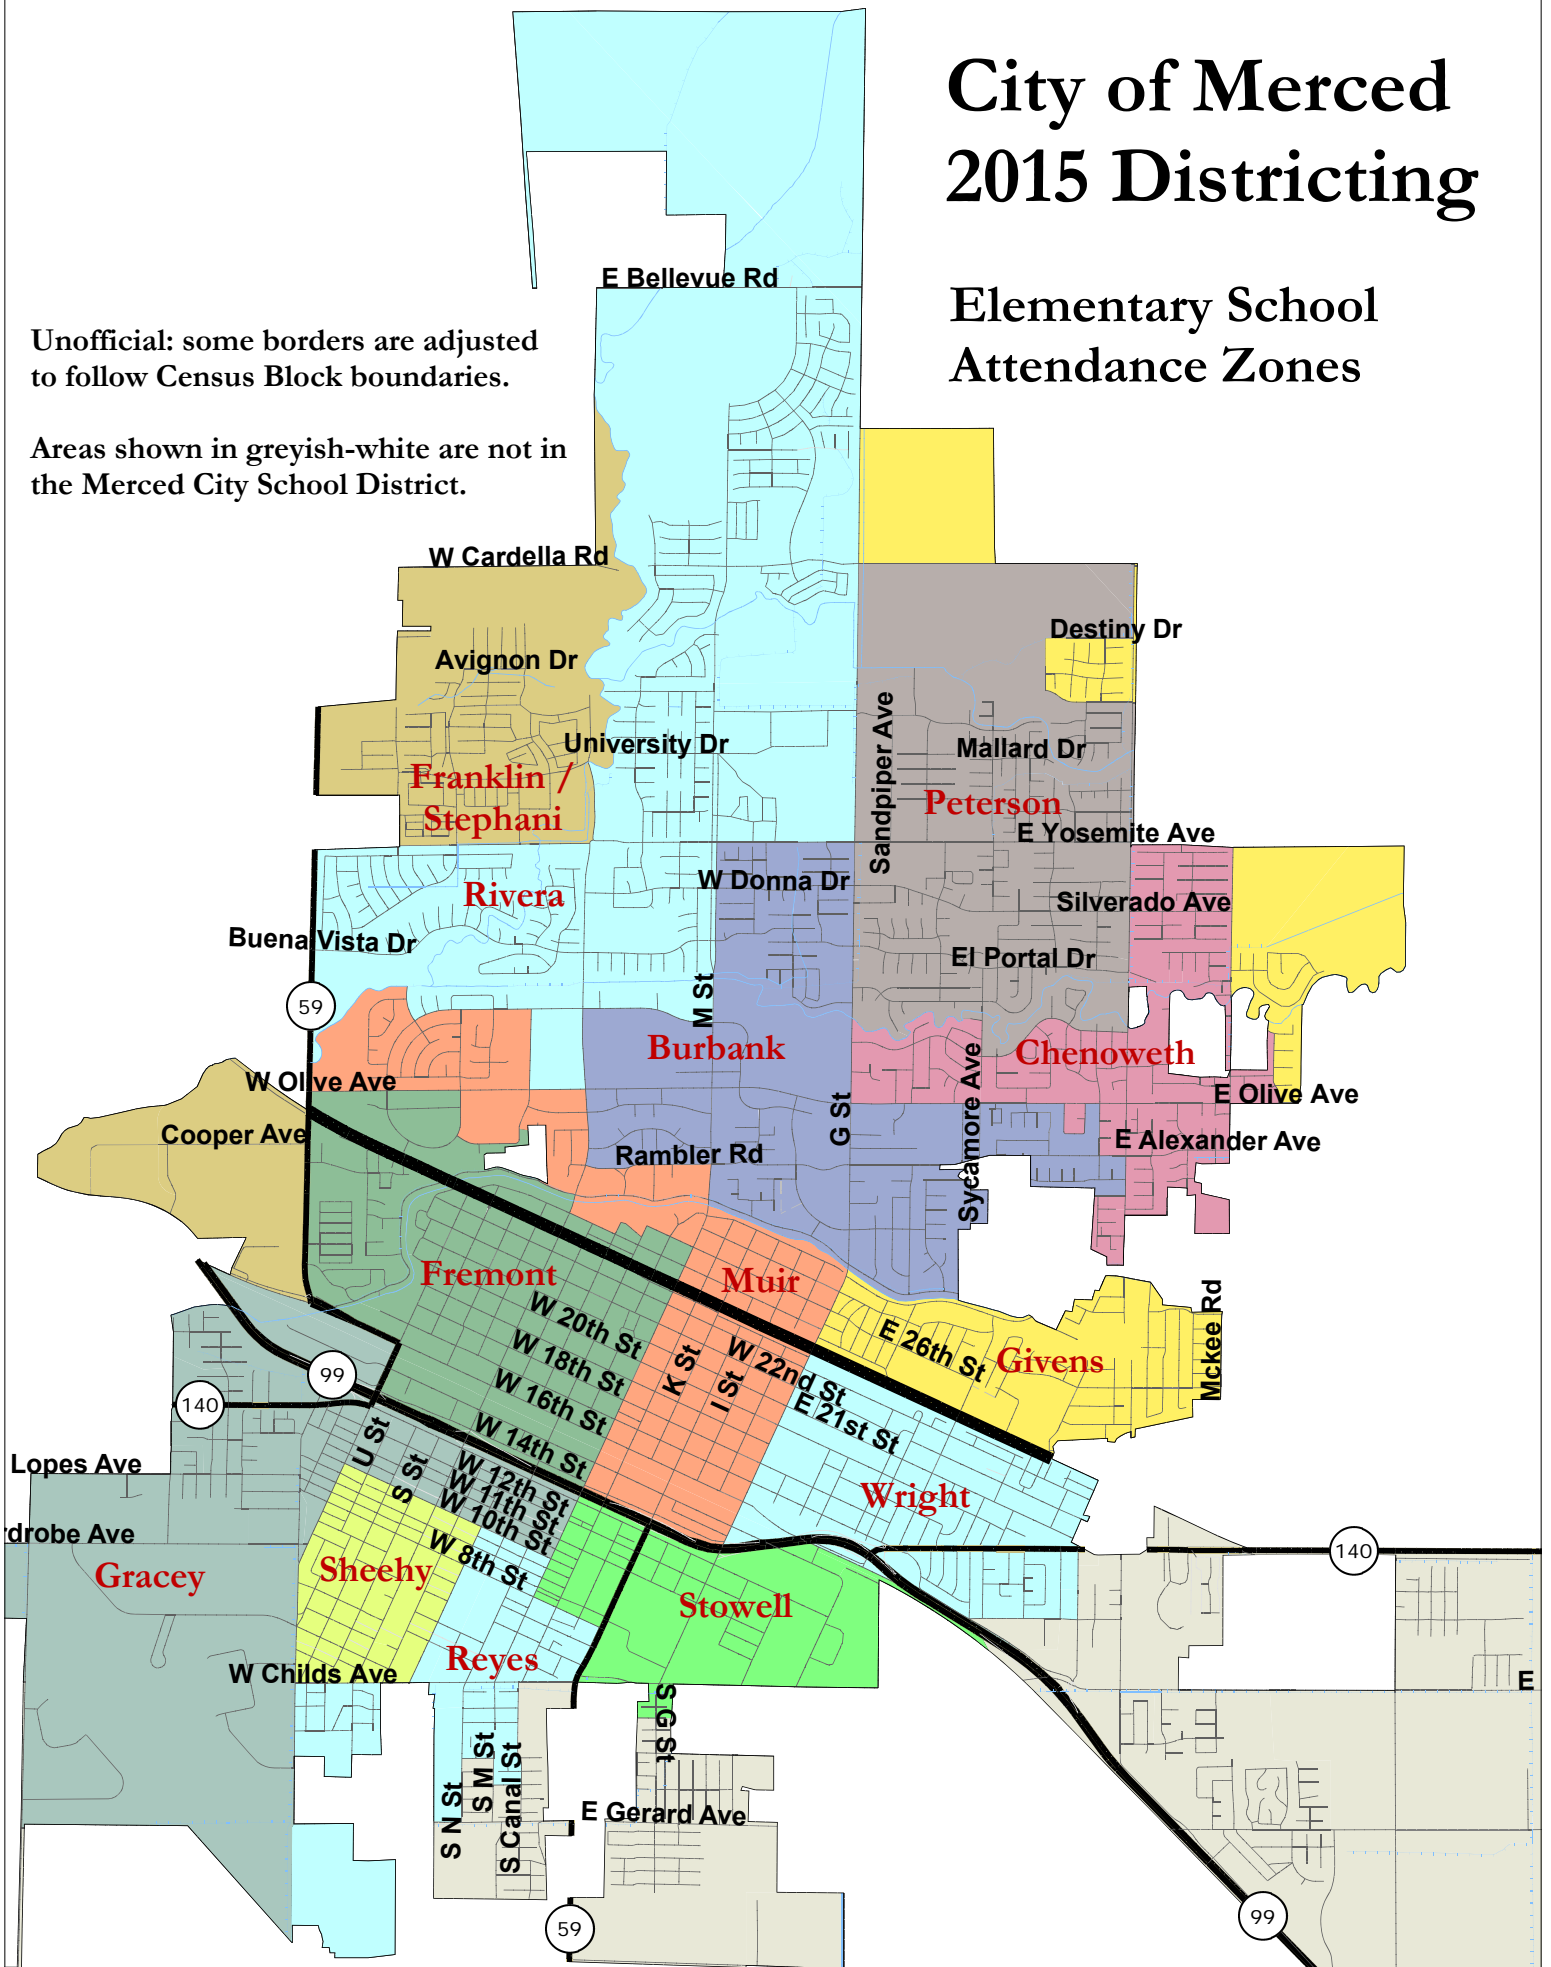 City of Merced
2015 Districting
Elementary School
Attendance Zones
E Bellevue Rd
Unofficial: some borders are adjusted
to follow Census Block boundaries.
Areas shown in greyish-white are not in
the Merced City School District.
W Cardella Rd
Destiny Dr
Avignon Dr
University Dr
Sandpiper Ave
Mallard Dr
Franklin /
Stephani
Peterson
E Yosemite Ave
W Donna Dr
Rivera
Silverado Ave
Buena Vista Dr
El Portal Dr
59
M St
Burbank
Chenoweth
W Olive Ave
E Olive Ave
Cooper Ave
G St
Sycamore Ave
E Alexander Ave
Rambler Rd
Fremont
Muir
W 20th St
W 18th St
W 16th St
W 14th St
K St
I St
W 22nd St
E 21st St
E 26th St
Givens
Mckee Rd
99
140
U St
S St
Lopes Ave
W 12th St
W 11th St
W 10th St
W 8th St
Wright
rdrobe Ave
140
Gracey
Sheehy
Stowell
Reyes
W Childs Ave
E
S G St
S N St
S M St
S Canal St
E Gerard Ave
59
99